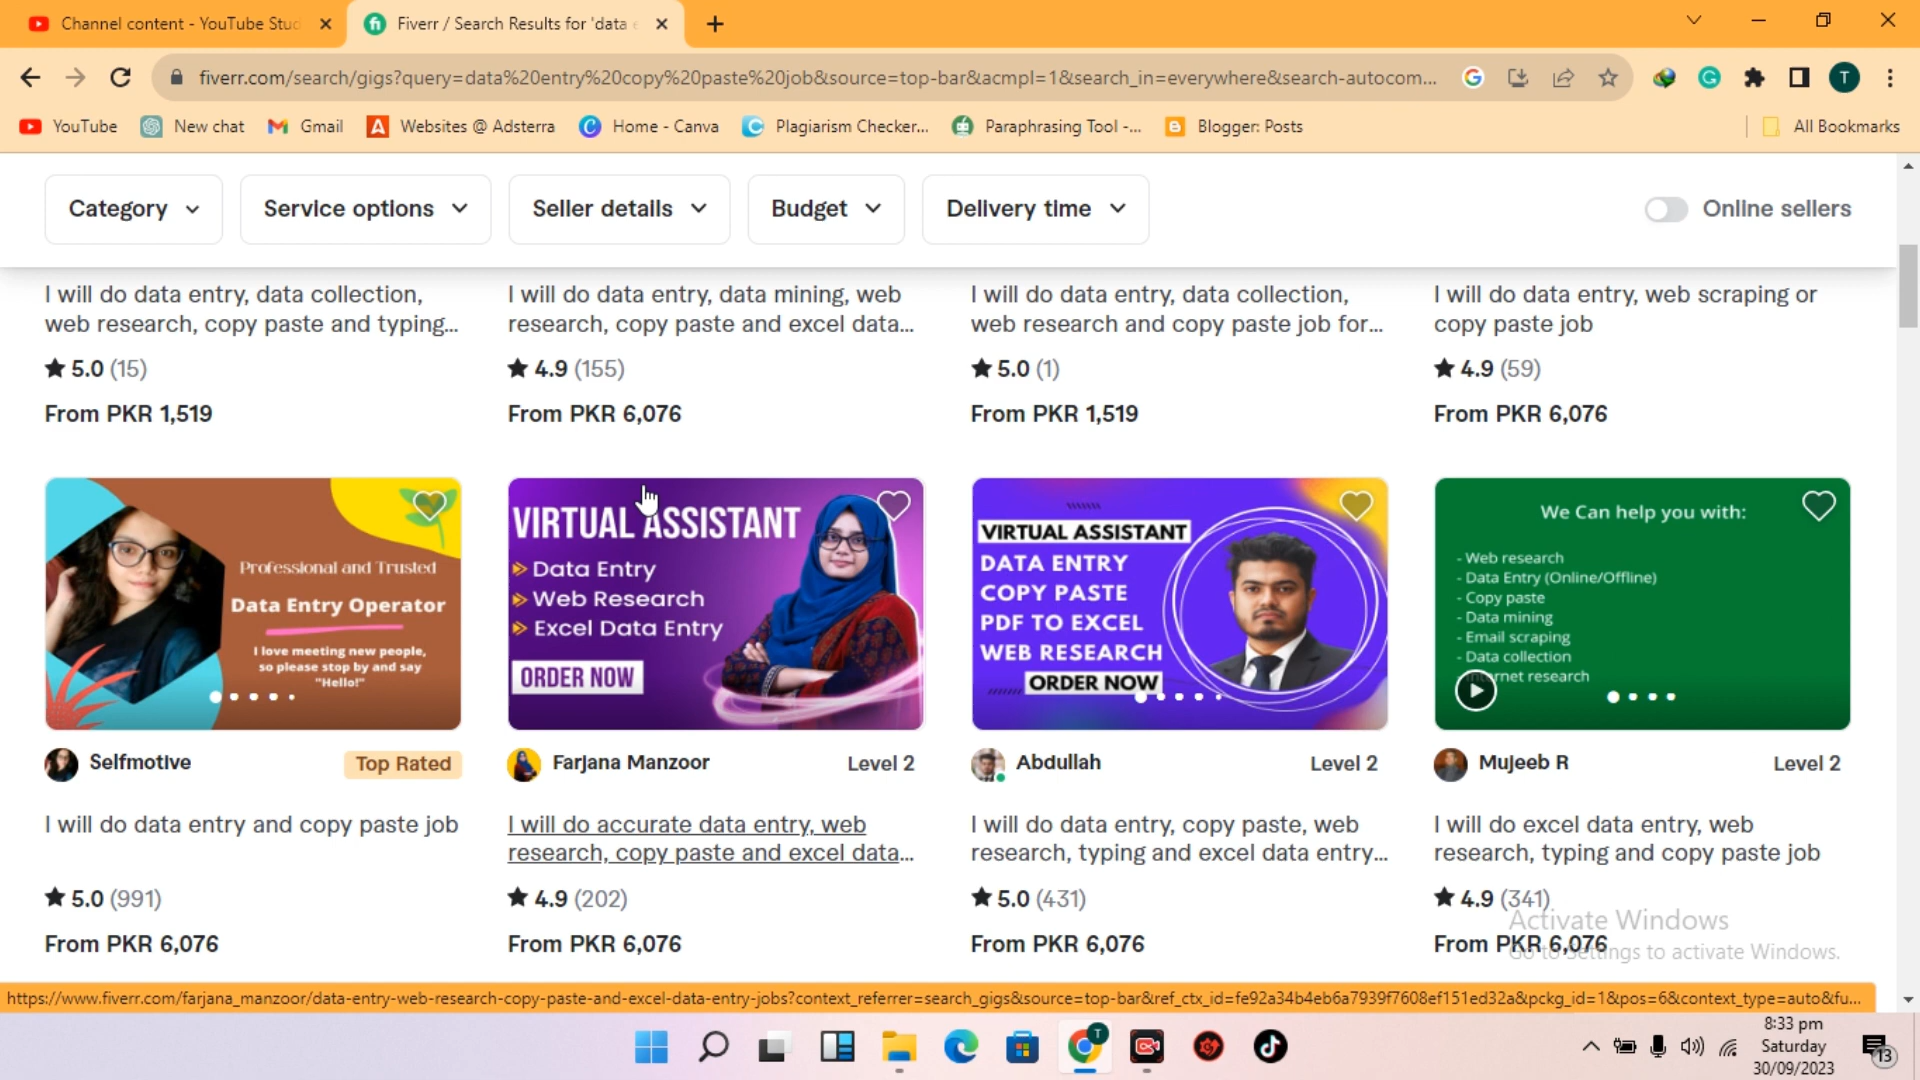 Channel content - YouTube Stud
Fiverr / Search Results for 'data e
fiverr.com/search/gigs?query=data%20entry%20copy%20paste%20job&source=top-bar&acmpl=1&search_in=everywhere&search-autocom...
YouTube
New chat
Gmail
Websites @ Adsterra
Home - Canva
Plagiarism Checker...
Paraphrasing Tool -...
Blogger: Posts
All Bookmarks
Category
Service options
Seller details
Budget
Delivery time
Online sellers
I will do data entry, data collection,
web research, copy paste and typing...
5.0 (15)
From PKR 1,519
I will do data entry, data mining, web
research, copy paste and excel data...
4.9 (155)
From PKR 6,076
I will do data entry, data collection,
web research and copy paste job for...
5.0 (1)
From PKR 1,519
I will do data entry, web scraping or
copy paste job
4.9 (59)
From PKR 6,076
Professional and Trusted
Data Entry Operator
I love meeting new people,
so please stop by and say
"Hello!"
Selfmotive
Top Rated
I will do data entry and copy paste job
5.0 (991)
From PKR 6,076
VIRTUAL ASSISTANT
Data Entry
Web Research
Excel Data Entry
ORDER NOW
Farjana Manzoor
Level 2
I will do accurate data entry, web
research, copy paste and excel data...
4.9 (202)
From PKR 6,076
VIRTUAL ASSISTANT
DATA ENTRY
COPY PASTE
PDF TO EXCEL
WEB RESEARCH
ORDER NOW
Abdullah
Level 2
I will do data entry, copy paste, web
research, typing and excel data entry...
5.0 (431)
From PKR 6,076
We Can help you with:
- Web research
- Data Entry (Online/Offline)
- Copy paste
- Data mining
- Email scraping
- Data collection
- Internet research
Mujeeb R
Level 2
I will do excel data entry, web
research, typing and copy paste job
4.9 (341)
From PKR 6,076
Activate Windows
Go to Settings to activate Windows.
https://www.fiverr.com/farjana_manzoor/data-entry-web-research-copy-paste-and-excel-data-entry-jobs?context_referrer=search_gigs&source=top-bar&ref_ctx_id=fe92a34b4eb6a7939f7608ef151ed32a&pckg_id=1&pos=6&context_type=auto&fu...
T
T
8:33 pm
Saturday
30/09/2023
13